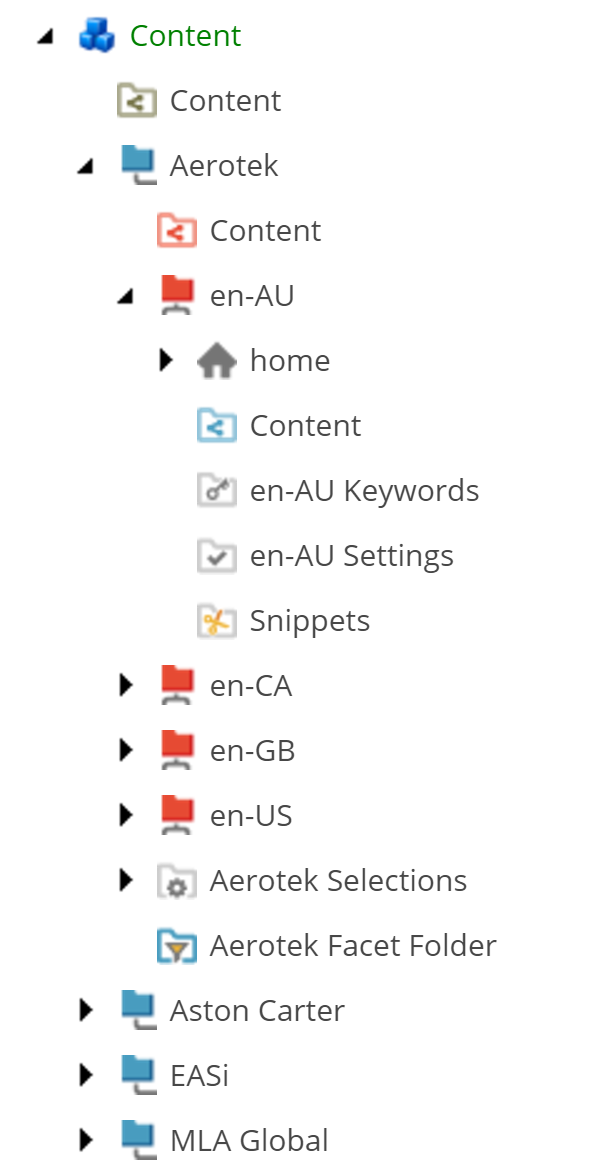 Content
Content
Aerotek
Content
en-AU
home
Content
en-AU Keywords
en-AU Settings
Snippets
en-CA
en-GB
en-US
Aerotek Selections
Aerotek Facet Folder
Aston Carter
EASi
MLA Global